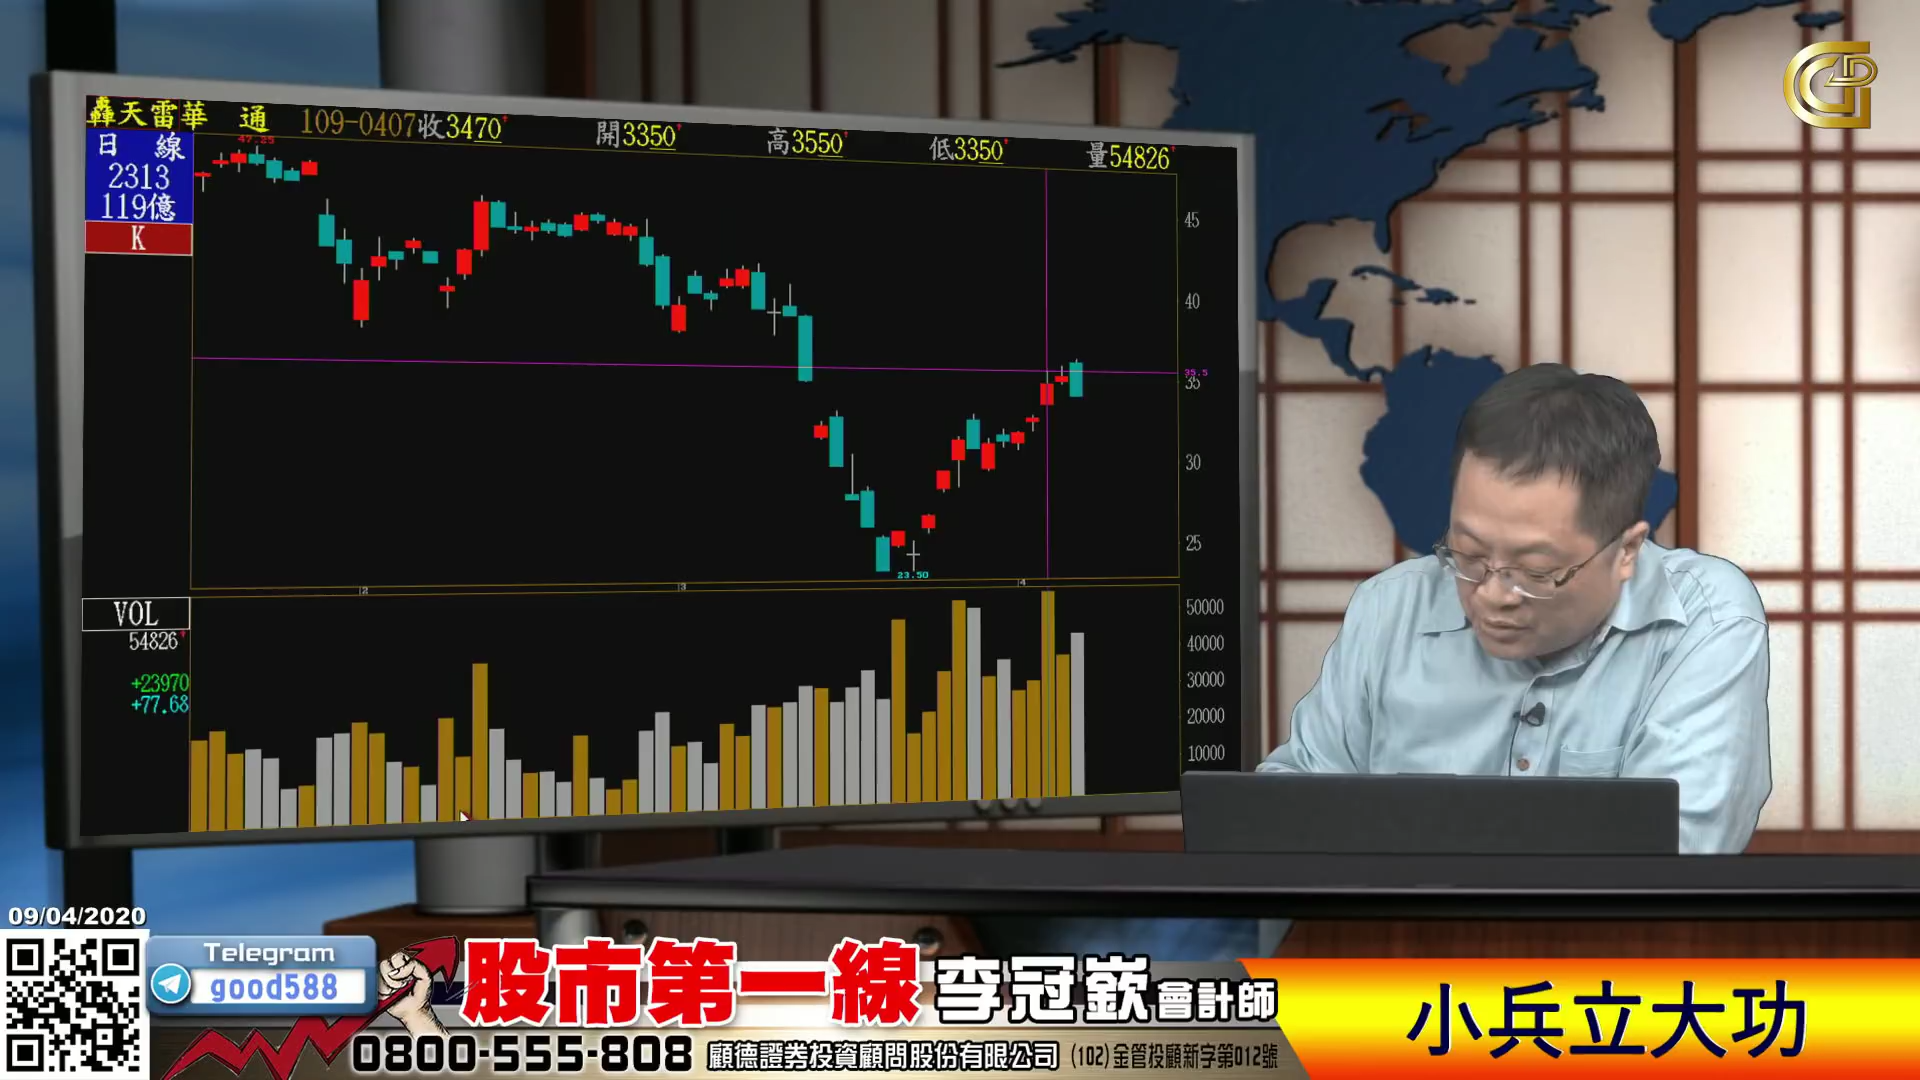 轟天雷華 通 109-0407收3470 開3350 高3550 低3350 量54826
日 線
2313
119億
K
47.25
45
40
35.5
35
30
25
23.50
2
3
4
VOL
54826
+23970
+77.68
50000
40000
30000
20000
10000
09/04/2020
Telegram
good588
股市第一線 李冠嶔 會計師
0800-555-808 顧德證券投資顧問股份有限公司 (102)金管投顧新字第012號
小兵立大功